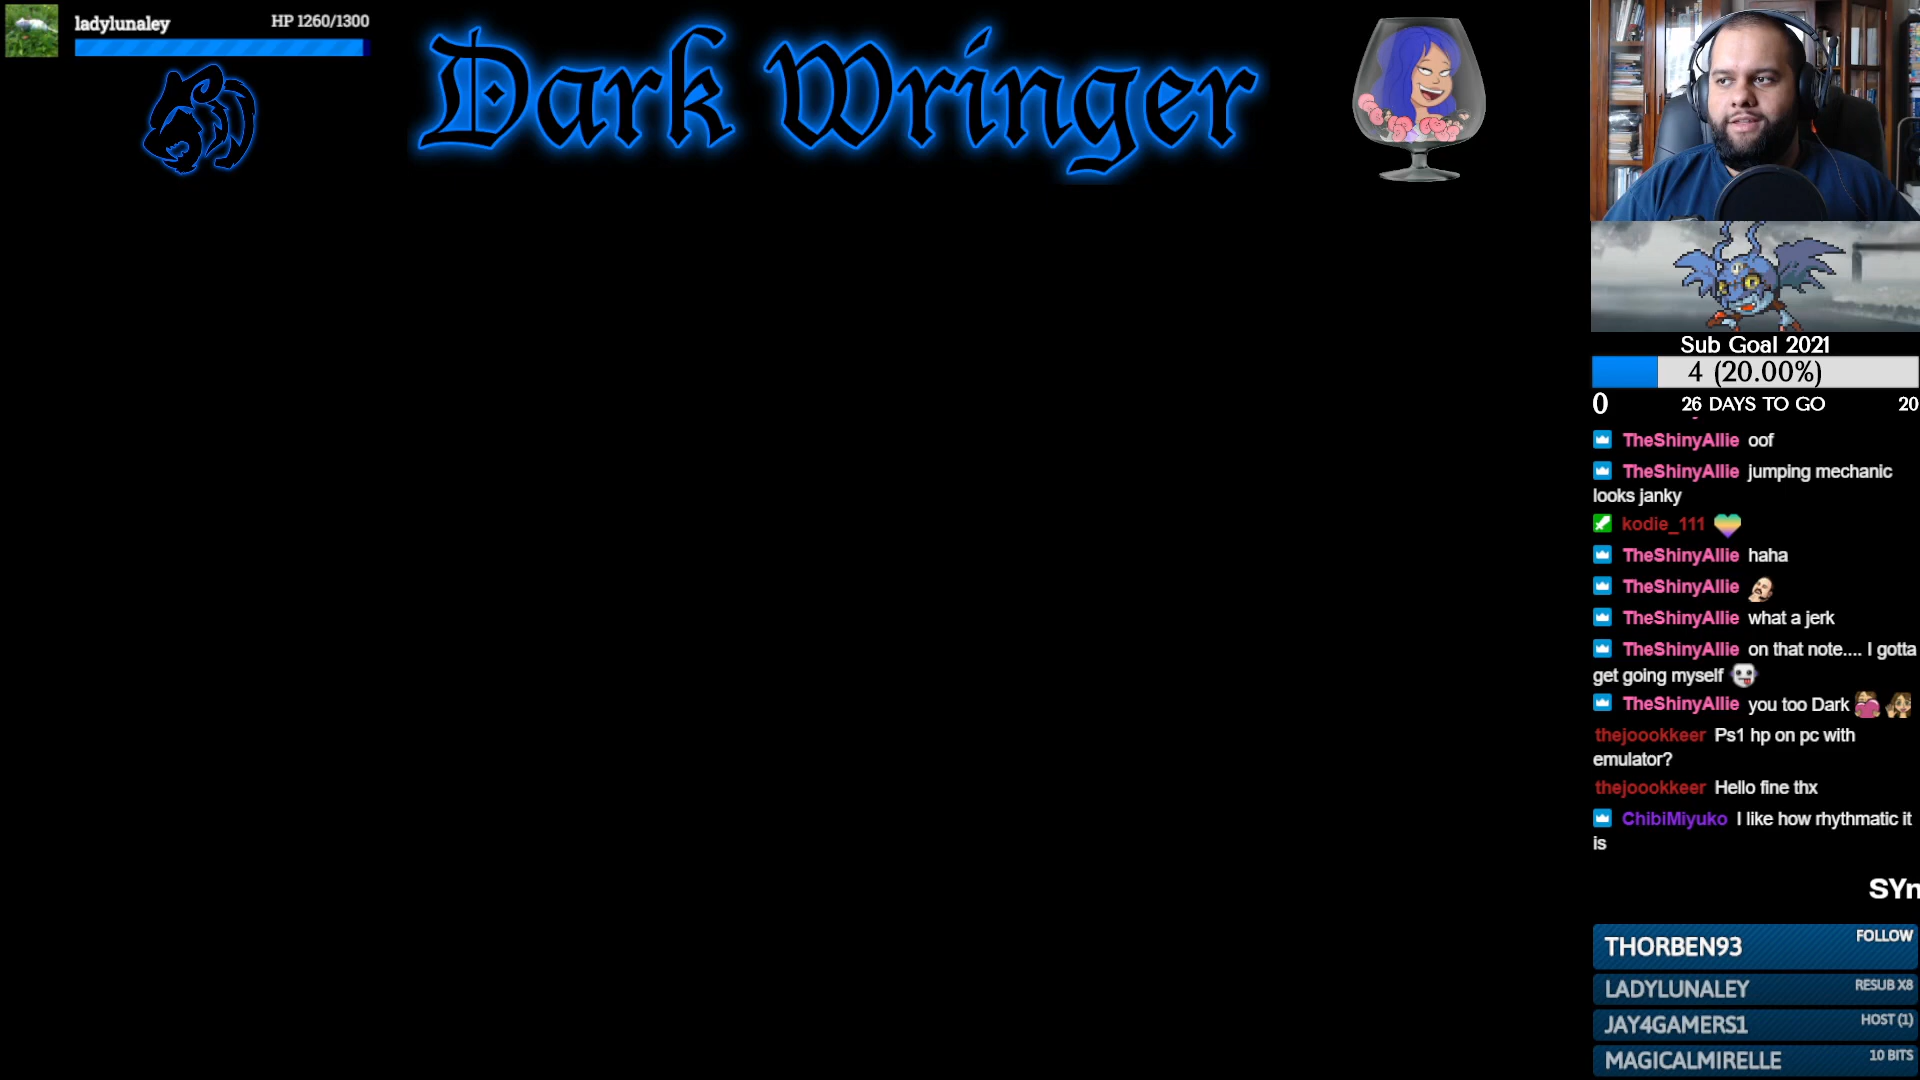 ladylunaley
HP 1260/1300
Dark Wringer
Sub Goal 2021
4 (20.00%)
0
26 DAYS TO GO
20
TheShinyAllie oof
TheShinyAllie jumping mechanic
looks janky
kodie_111
TheShinyAllie haha
TheShinyAllie
TheShinyAllie what a jerk
TheShinyAllie on that note.... I gotta
get going myself
TheShinyAllie you too Dark
thejoookkeer Ps1 hp on pc with
emulator?
thejoookkeer Hello fine thx
ChibiMiyuko I like how rhythmatic it
is
SYn
THORBEN93 FOLLOW
LADYLUNALEY RESUB X8
JAY4GAMERS1 HOST (1)
MAGICALMIRELLE 10 BITS